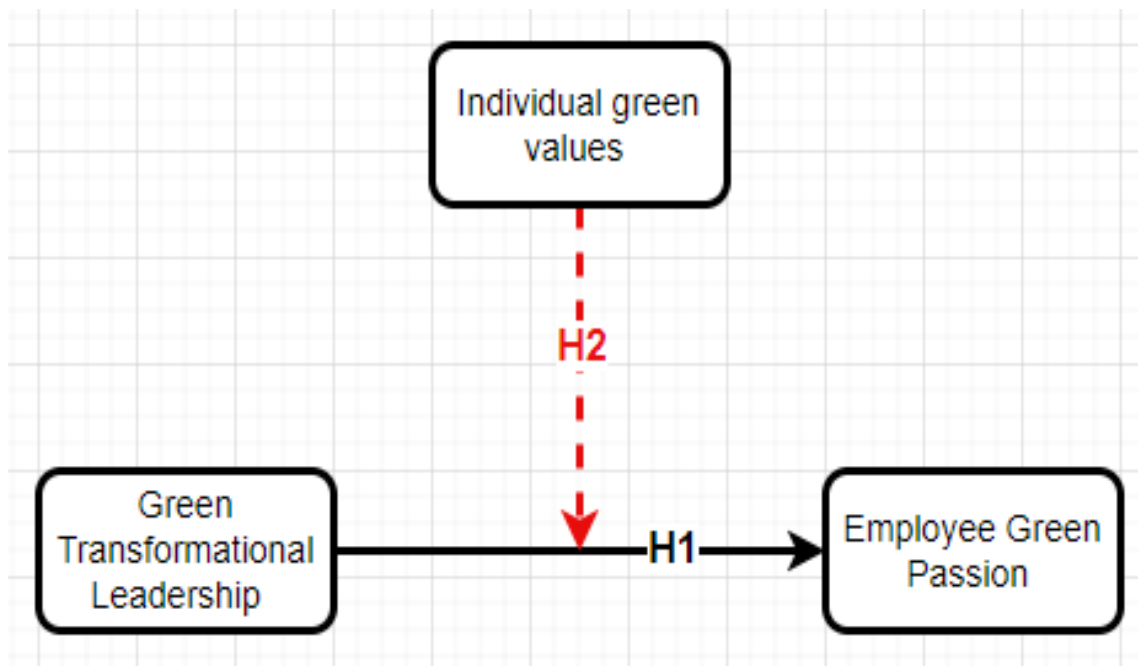 Individual green
values
H2
Green
Transformational
Leadership
H1
Employee Green
Passion